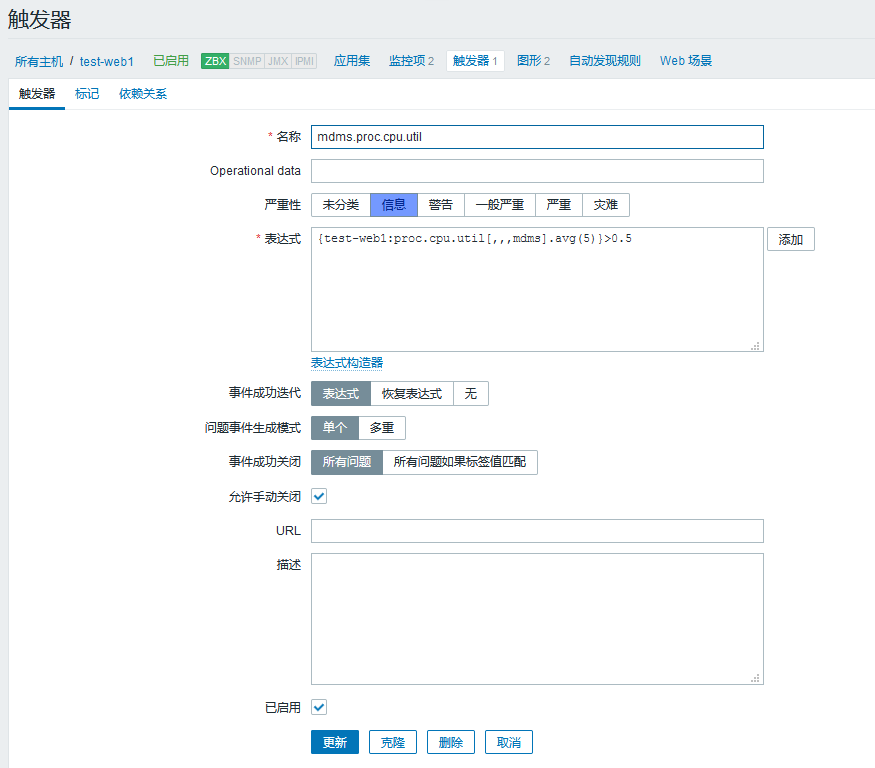 触发器
所有主机 / test-web1 已启用 ZBX SNMP JMX IPMI 应用集 监控项 2 触发器 1 图形 2 自动发现规则 Web 场景
触发器 标记 依赖关系
* 名称 mdms.proc.cpu.util
Operational data
严重性 未分类 信息 警告 一般严重 严重 灾难
* 表达式 {test-web1:proc.cpu.util[,,,mdms].avg(5)}>0.5 添加
表达式构造器
事件成功迭代 表达式 恢复表达式 无
问题事件生成模式 单个 多重
事件成功关闭 所有问题 所有问题如果标签值匹配
允许手动关闭
URL
描述
已启用
更新 克隆 删除 取消